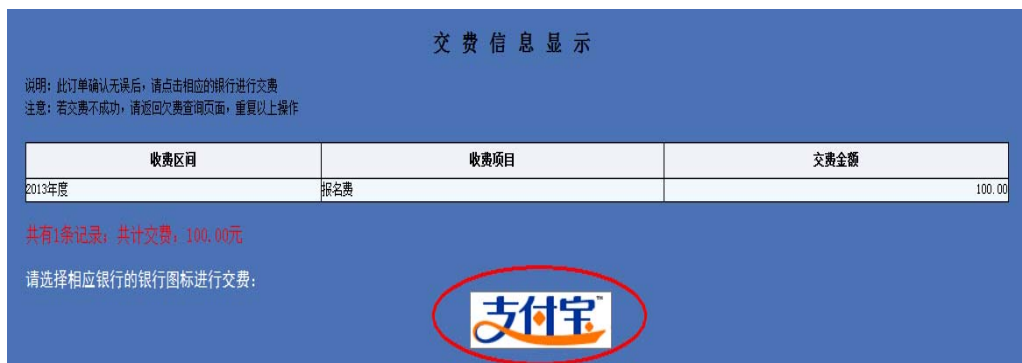 交费信息显示
说明：此订单确认无误后，请点击相应的银行进行交费
注意：若交费不成功，请返回欠费查询页面，重复以上操作
收费区间 收费项目 交费金额
2013年度 报名费 100.00
共有1条记录；共计交费：100.00元
请选择相应银行的银行图标进行交费：
支付宝™